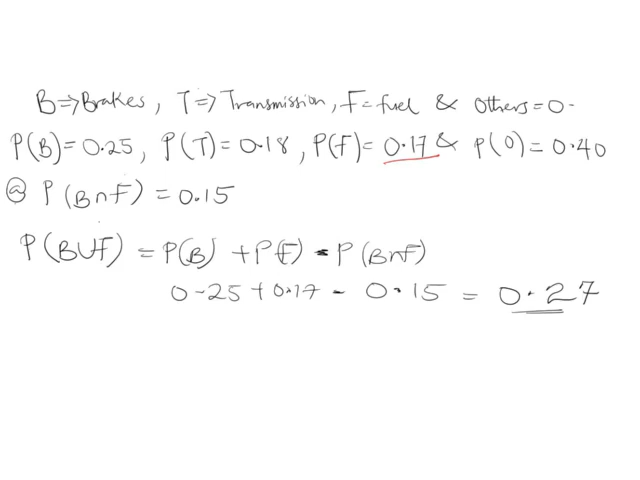 B=>Brakes, T=> Transmission, F=fuel & Others=O.
P(B)=0.25, P(T)=0.18, P(F)=0.17 & P(O)=0.40
@ P(B∩F)=0.15
P(BUF) = P(B) + P(F) - P(B∩F)
0-25+0.17 - 0.15 = 0.27